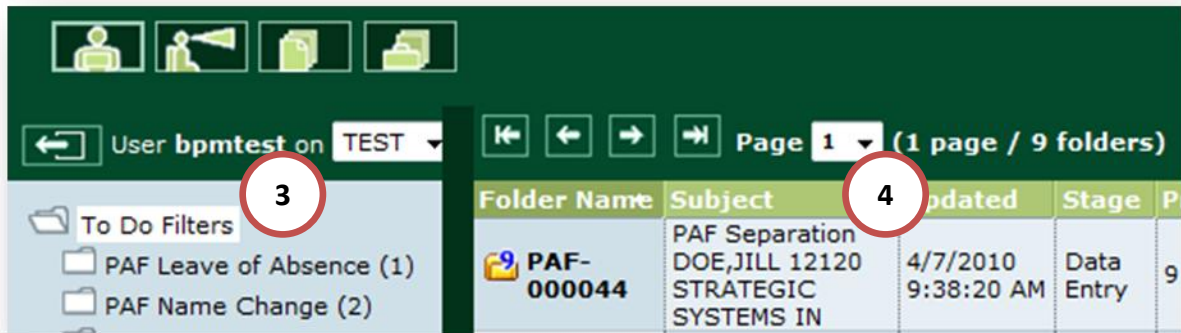 User bpmtest on TEST
Page 1 (1 page / 9 folders)
3
4
To Do Filters
PAF Leave of Absence (1)
PAF Name Change (2)
Folder Name Subject pdated Stage P
9 PAF-
000044
PAF Separation
DOE,JILL 12120
STRATEGIC
SYSTEMS IN
4/7/2010
9:38:20 AM
Data
Entry
9